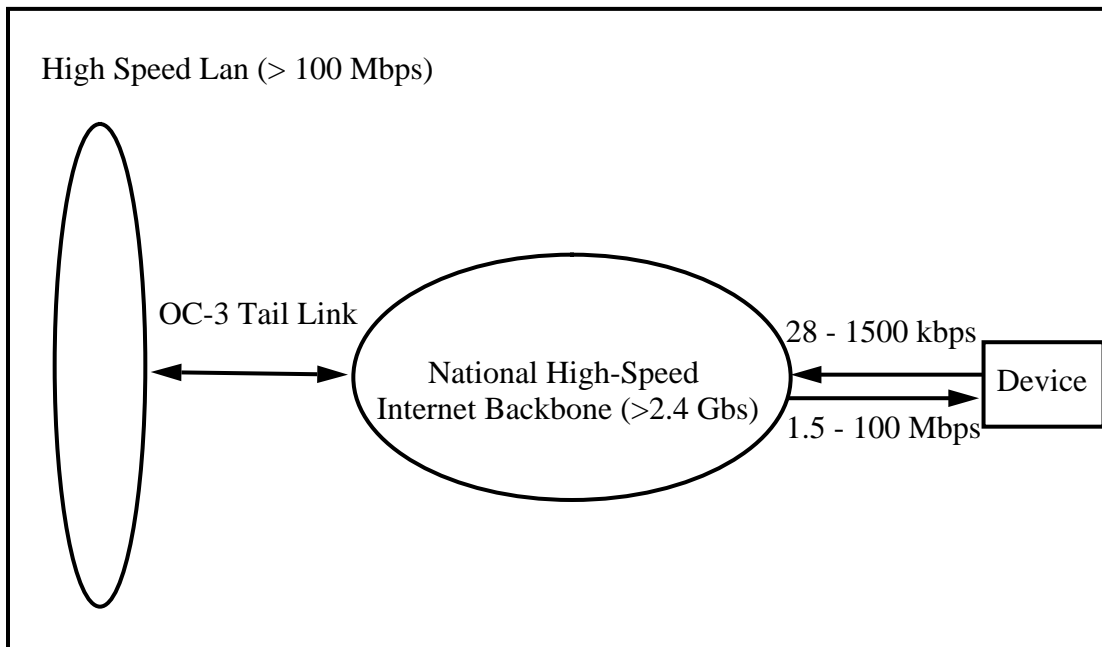 High Speed Lan (> 100 Mbps)
OC-3 Tail Link
National High-Speed
Internet Backbone (>2.4 Gbs)
28 - 1500 kbps
1.5 - 100 Mbps
Device